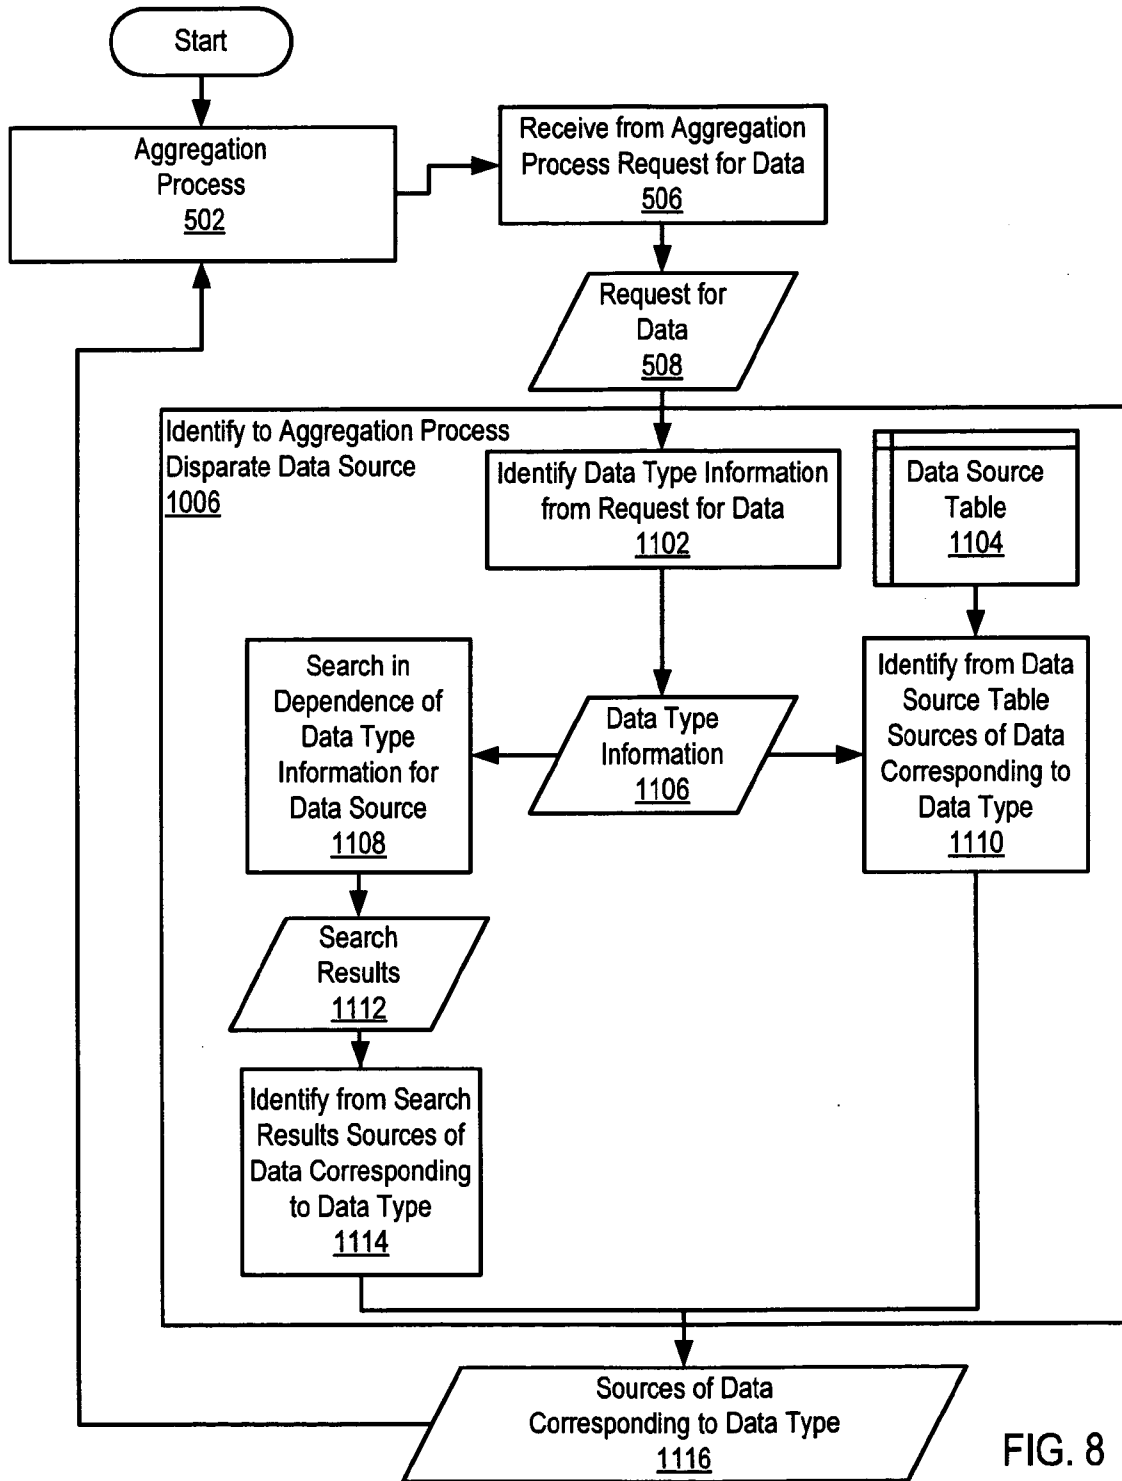 Start
Aggregation
Process
502
Receive from Aggregation
Process Request for Data
506
Request for
Data
508
Identify to Aggregation Process
Disparate Data Source
1006
Identify Data Type Information
from Request for Data
1102
Data Source
Table
1104
Search in
Dependence of
Data Type
Information for
Data Source
1108
Data Type
Information
1106
Identify from Data
Source Table
Sources of Data
Corresponding to
Data Type
1110
Search
Results
1112
Identify from Search
Results Sources of
Data Corresponding
to Data Type
1114
Sources of Data
Corresponding to Data Type
1116
FIG. 8